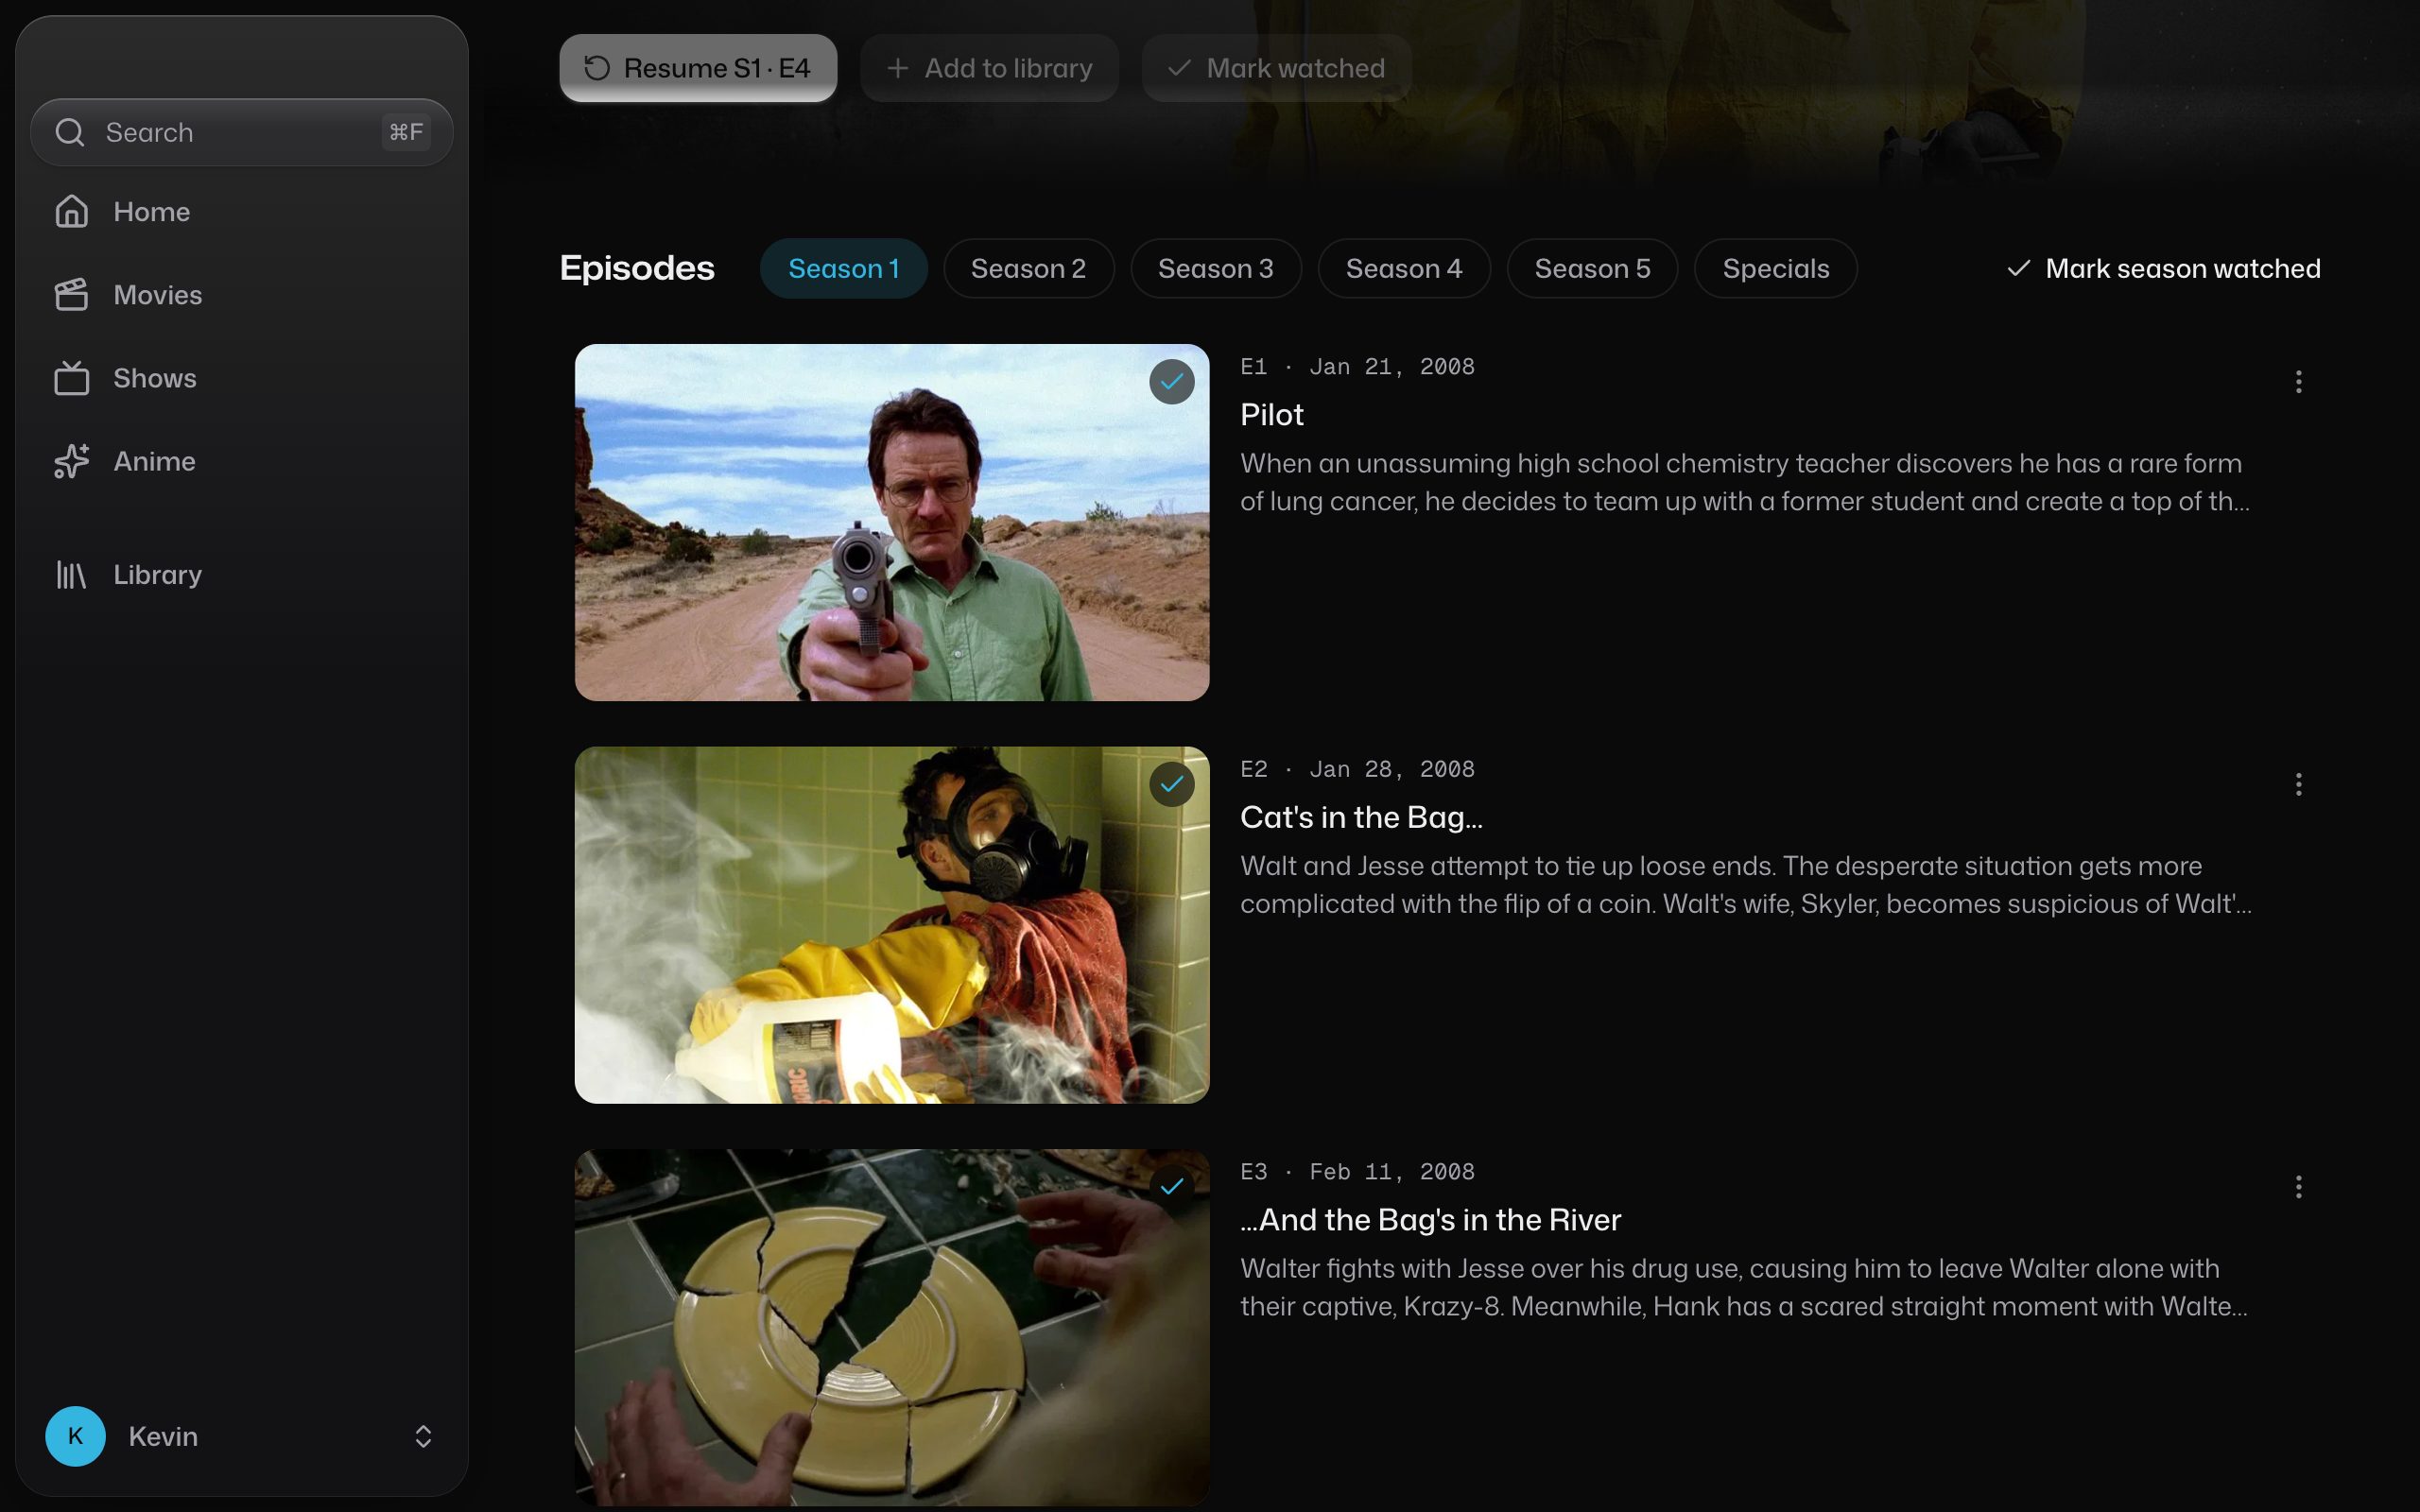 Resume S1 · E4
Add to library
Mark watched
Search
⌘F
Home
Movies
Shows
Anime
Library
Kevin
K
Episodes
Season 1
Season 2
Season 3
Season 4
Season 5
Specials
Mark season watched
E1 · Jan 21, 2008
Pilot
When an unassuming high school chemistry teacher discovers he has a rare form
of lung cancer, he decides to team up with a former student and create a top of th...
E2 · Jan 28, 2008
Cat's in the Bag...
Walt and Jesse attempt to tie up loose ends. The desperate situation gets more
complicated with the flip of a coin. Walt's wife, Skyler, becomes suspicious of Walt'...
E3 · Feb 11, 2008
...And the Bag's in the River
Walter fights with Jesse over his drug use, causing him to leave Walter alone with
their captive, Krazy-8. Meanwhile, Hank has a scared straight moment with Walte...